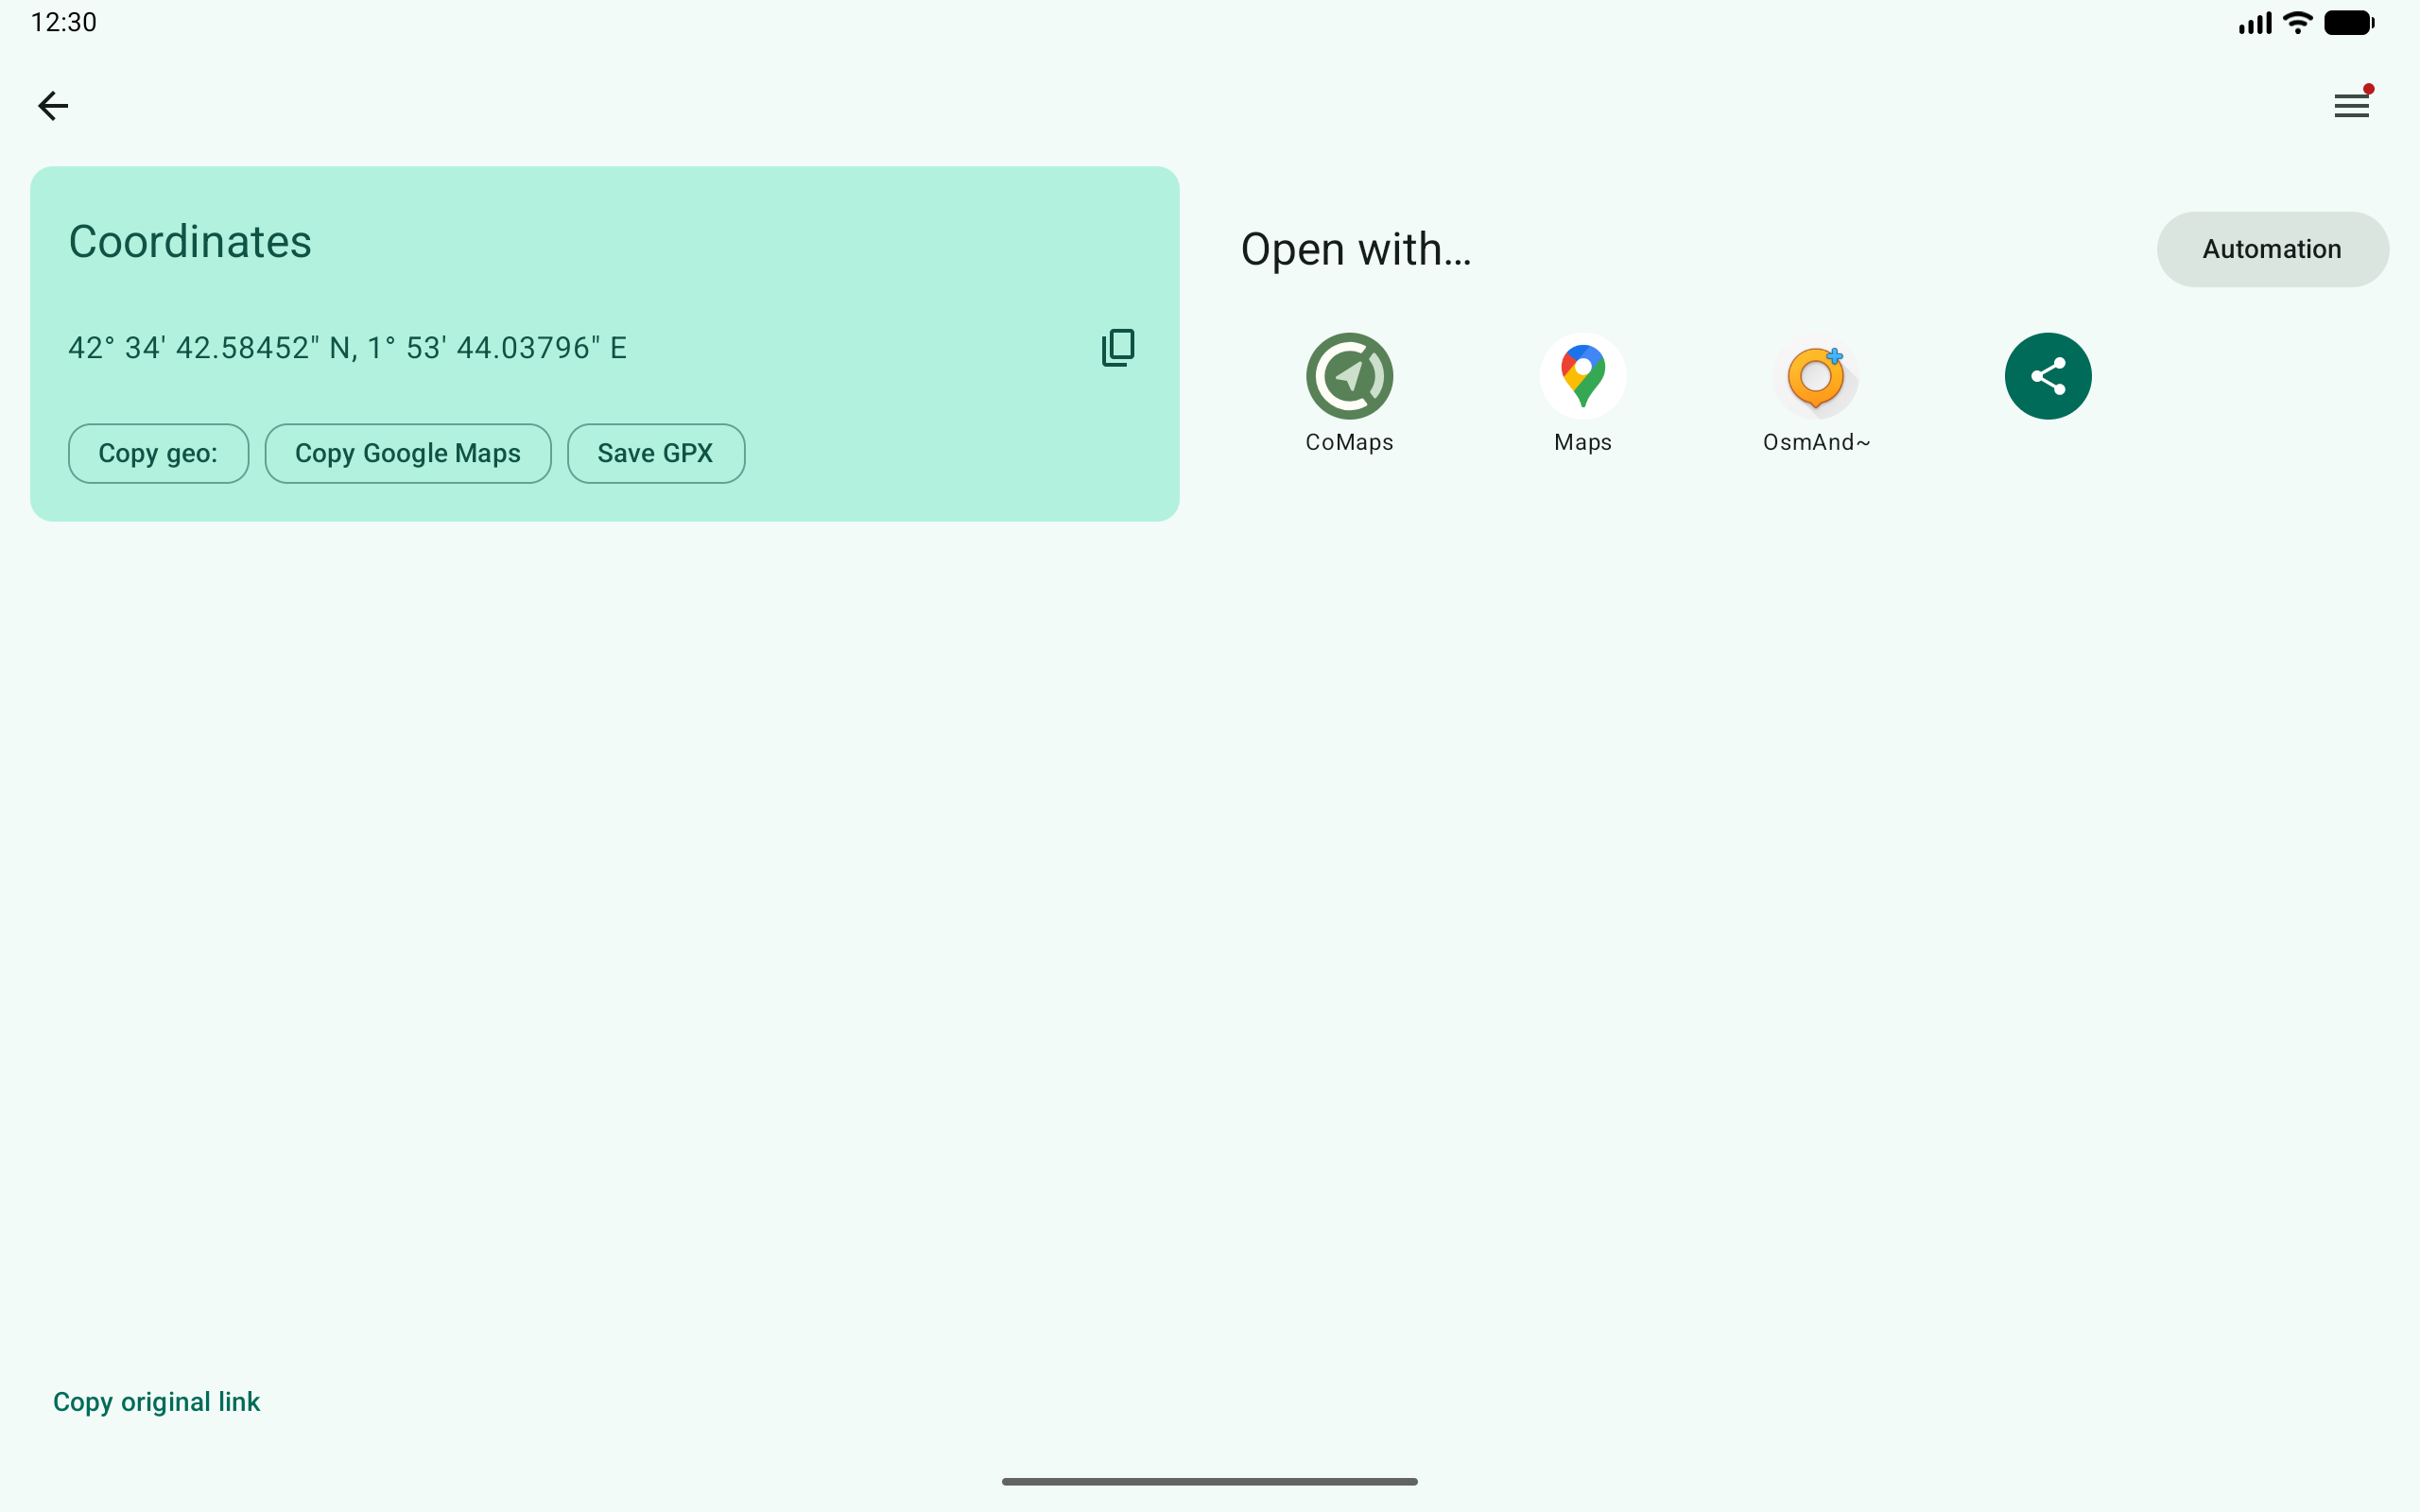 12:30
Coordinates
42° 34' 42.58452" N, 1° 53' 44.03796" E
Copy geo:
Copy Google Maps
Save GPX
Open with…
Automation
CoMaps
Maps
OsmAnd~
Copy original link